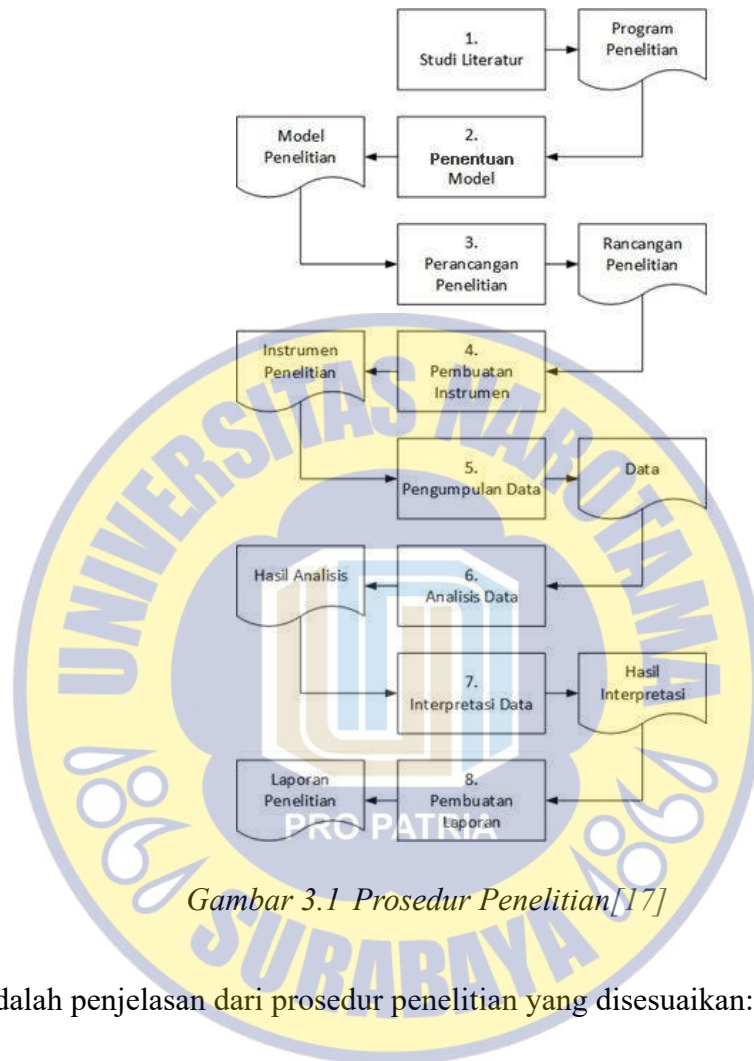 1.
Studi Literatur
Program
Penelitian
Model
Penelitian
2.
Penentuan
Model
3.
Perancangan
Penelitian
Rancangan
Penelitian
Instrumen
Penelitian
4.
Pembuatan
Instrumen
5.
Pengumpulan Data
Data
Hasil Analisis
6.
Analisis Data
7.
Interpretasi Data
Hasil
Interpretasi
Laporan
Penelitian
8.
Pembuatan
Laporan
UNIVERSITAS NAROTAMA
PRO PATRIA
SURABAYA
Gambar 3.1 Prosedur Penelitian[17]
dalah penjelasan dari prosedur penelitian yang disesuaikan: